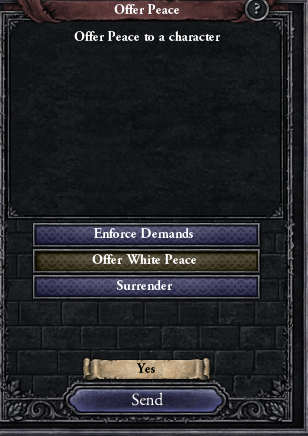 Offer Peace
?
Offer Peace to a character
Enforce Demands
Offer White Peace
Surrender
Yes
Send